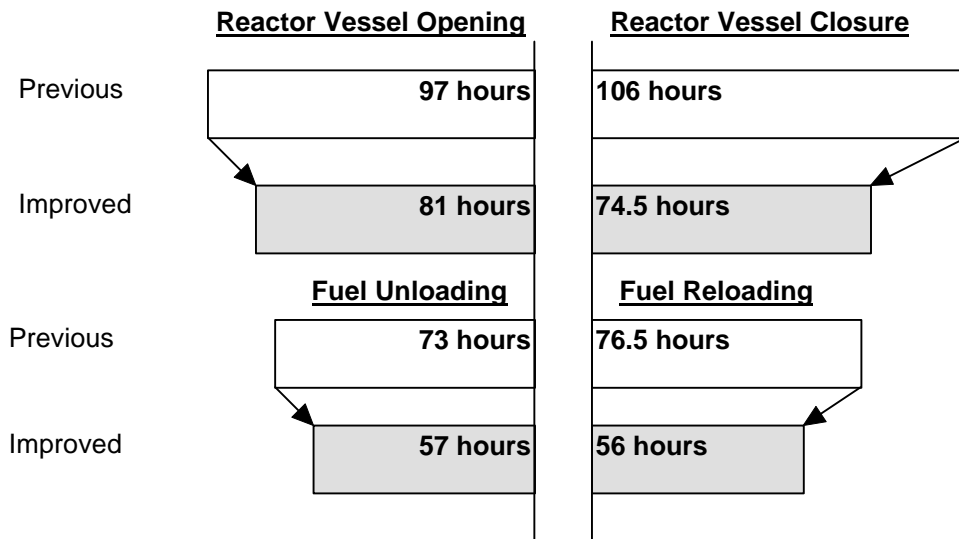 Reactor Vessel Opening Reactor Vessel Closure
Previous 97 hours 106 hours
Improved 81 hours 74.5 hours
Fuel Unloading Fuel Reloading
Previous 73 hours 76.5 hours
Improved 57 hours 56 hours